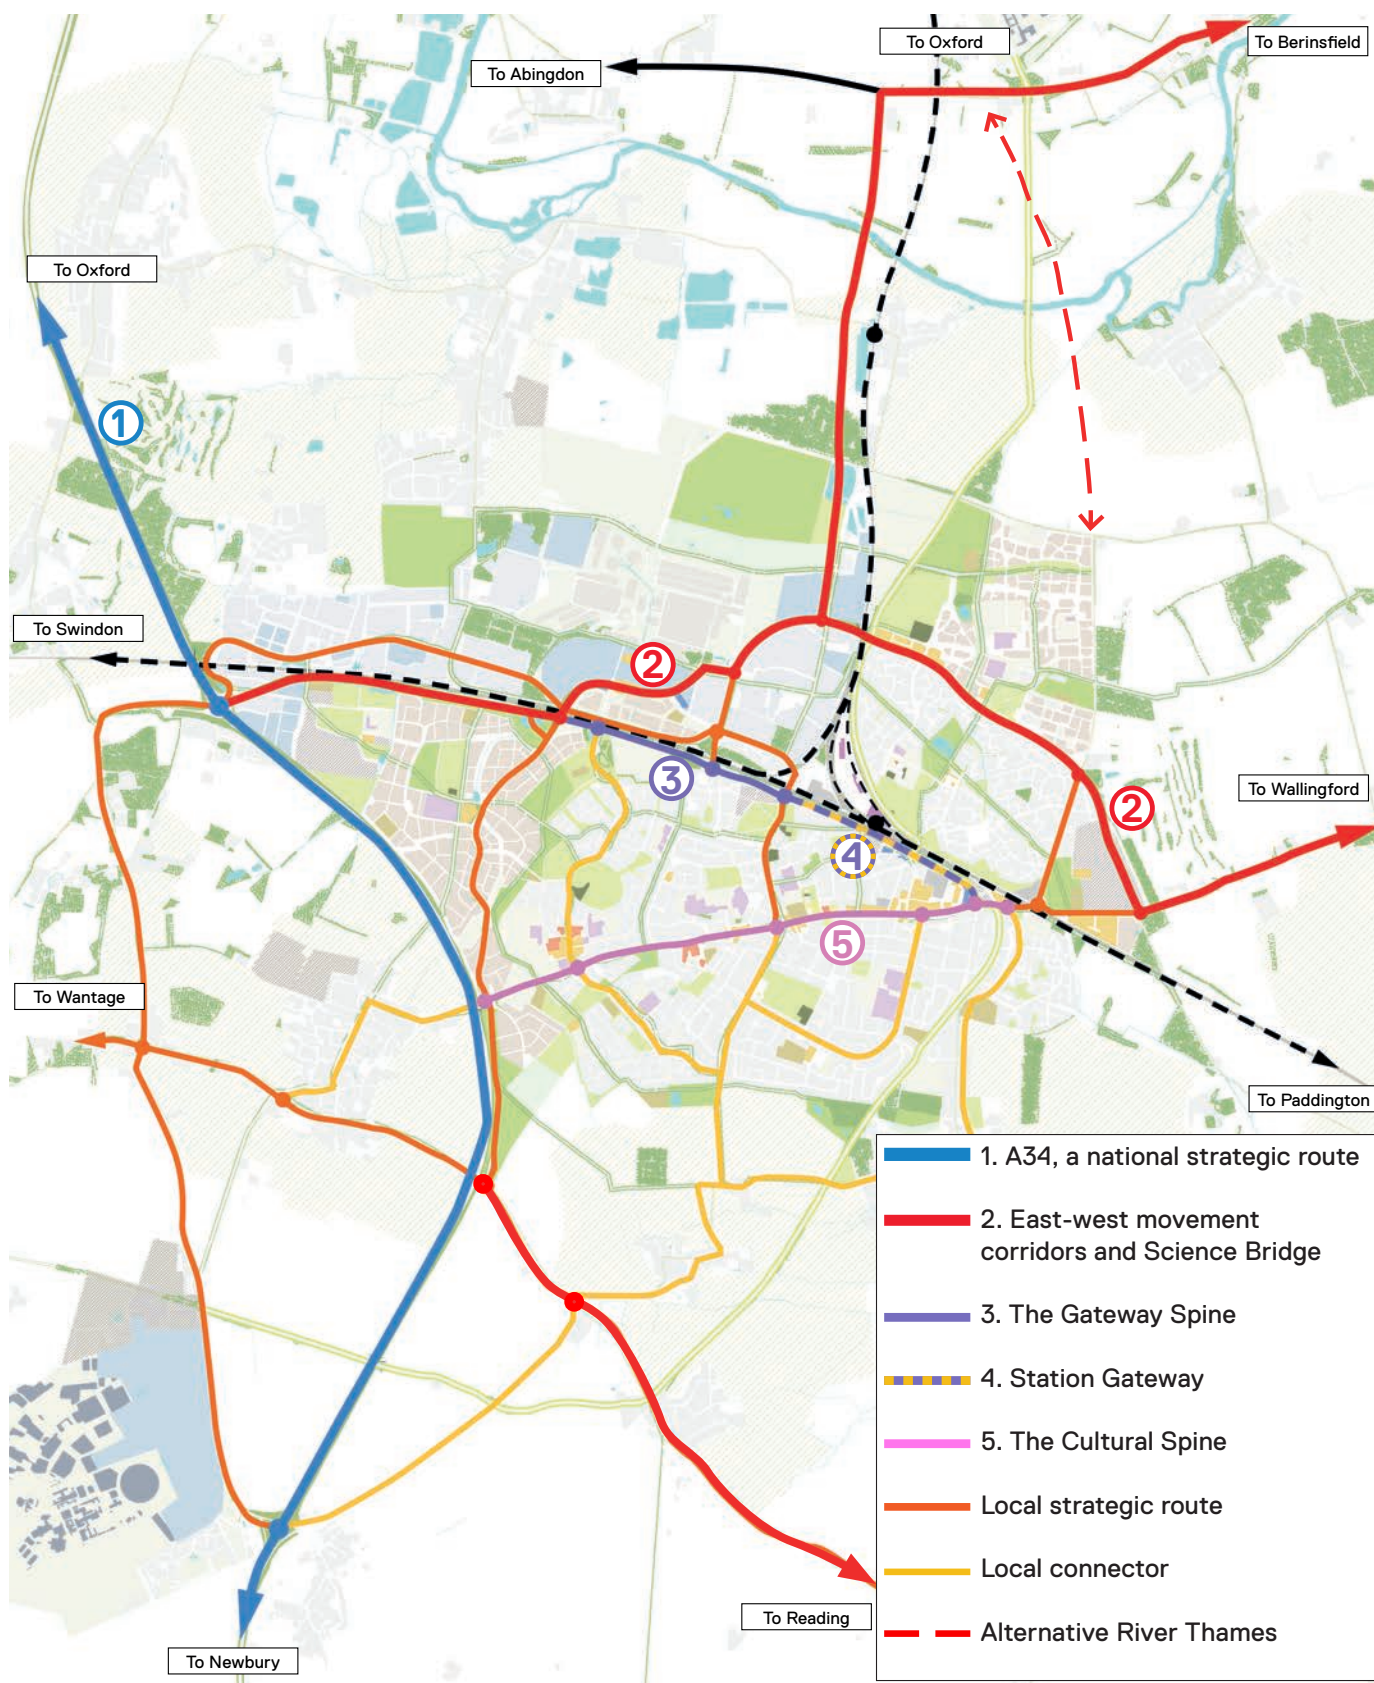 To Oxford
To Berinsfield
To Abingdon
To Oxford
1
To Swindon
2
3
To Wallingford
2
4
5
To Wantage
To Paddington
1. A34, a national strategic route
2. East-west movement
corridors and Science Bridge
3. The Gateway Spine
4. Station Gateway
5. The Cultural Spine
Local strategic route
Local connector
To Reading
Alternative River Thames
To Newbury